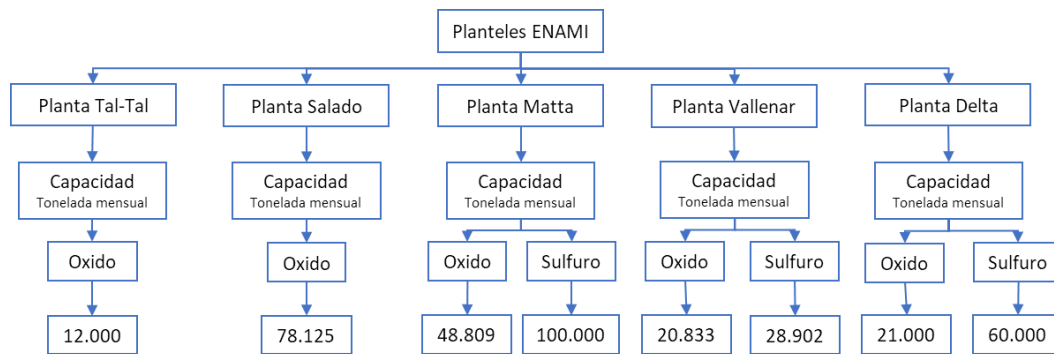 Planteles ENAMI
Planta Tal-Tal
Planta Salado
Planta Matta
Planta Vallenar
Planta Delta
Capacidad
Tonelada mensual
Capacidad
Tonelada mensual
Capacidad
Tonelada mensual
Capacidad
Tonelada mensual
Capacidad
Tonelada mensual
Oxido
Oxido
Oxido
Sulfuro
Oxido
Sulfuro
Oxido
Sulfuro
12.000
78.125
48.809
100.000
20.833
28.902
21.000
60.000